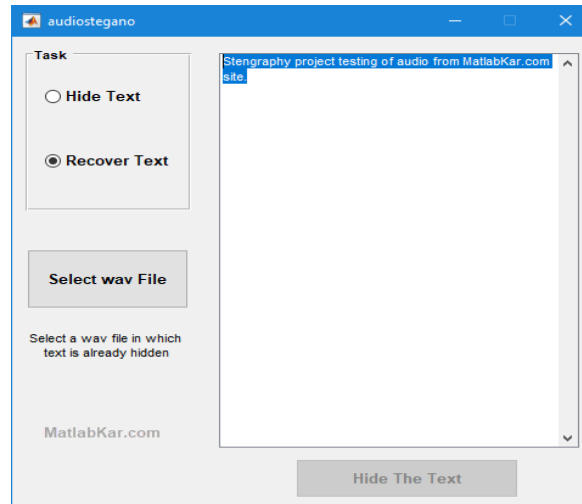 audiostegano
Task
Hide Text
Recover Text
Select wav File
Select a wav file in which
text is already hidden
MatlabKar.com
Stengraphy project testing of audio from MatlabKar.com
site.
Hide The Text